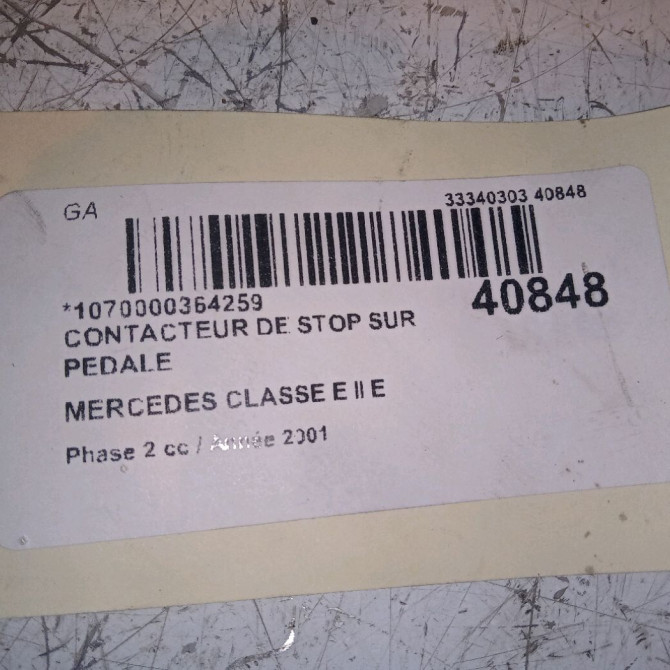 GA
33340303 40848
*1070000364259
40848
CONTACTEUR DE STOP SUR
PEDALE
MERCEDES CLASSE E II E
Phase 2 cc / Année 2001